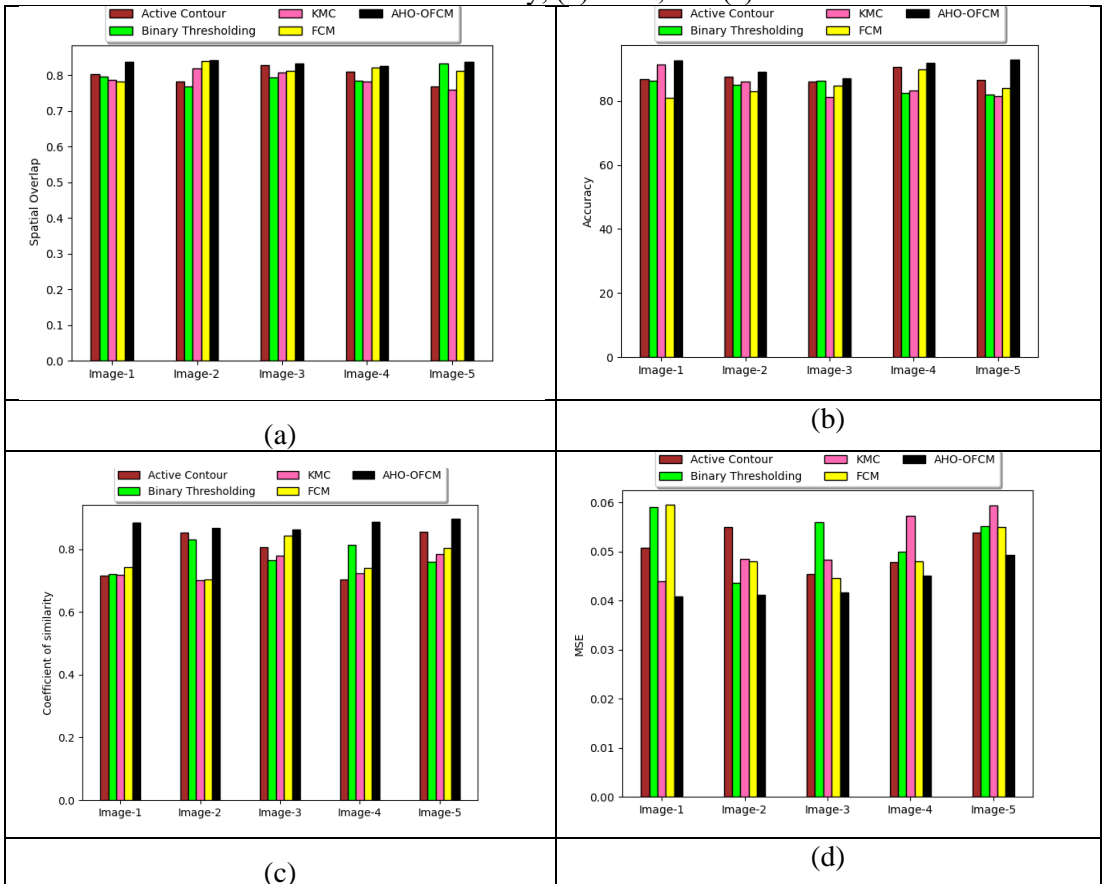 Active Contour
Binary Thresholding
KMC
FCM
AHO-OFCM
Spatial Overlap
0.8
0.7
0.6
0.5
0.4
0.3
0.2
0.1
0.0
Image-1 Image-2 Image-3 Image-4 Image-5
(a)
Active Contour
Binary Thresholding
KMC
FCM
AHO-OFCM
Accuracy
80
60
40
20
0
Image-1 Image-2 Image-3 Image-4 Image-5
(b)
Active Contour
Binary Thresholding
KMC
FCM
AHO-OFCM
Coefficient of similarity
0.8
0.6
0.4
0.2
0.0
Image-1 Image-2 Image-3 Image-4 Image-5
(c)
Active Contour
Binary Thresholding
KMC
FCM
AHO-OFCM
MSE
0.06
0.05
0.04
0.03
0.02
0.01
0.00
Image-1 Image-2 Image-3 Image-4 Image-5
(d)